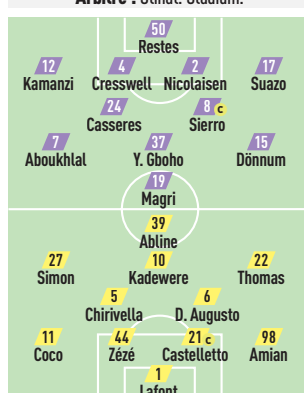 Arbitre : Stinat. Stadium.
50
Restes
12 4 2 17
Kamanzi Cresswell Nicolaisen Suazo
24 8 c
Casseres Sierro
7 37 15
Aboukhlal Y. Gboho Dönnum
19
Magri
39
Abline
27 10 22
Simon Kadewere Thomas
5 6
Chirivella D. Augusto
11 44 21 c 98
Coco Zézé Castelletto Amian
1
Lafont